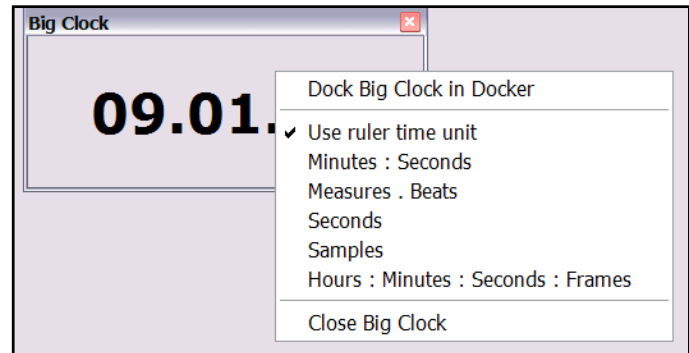 Big Clock
09.01.
Dock Big Clock in Docker
Use ruler time unit
Minutes : Seconds
Measures . Beats
Seconds
Samples
Hours : Minutes : Seconds : Frames
Close Big Clock